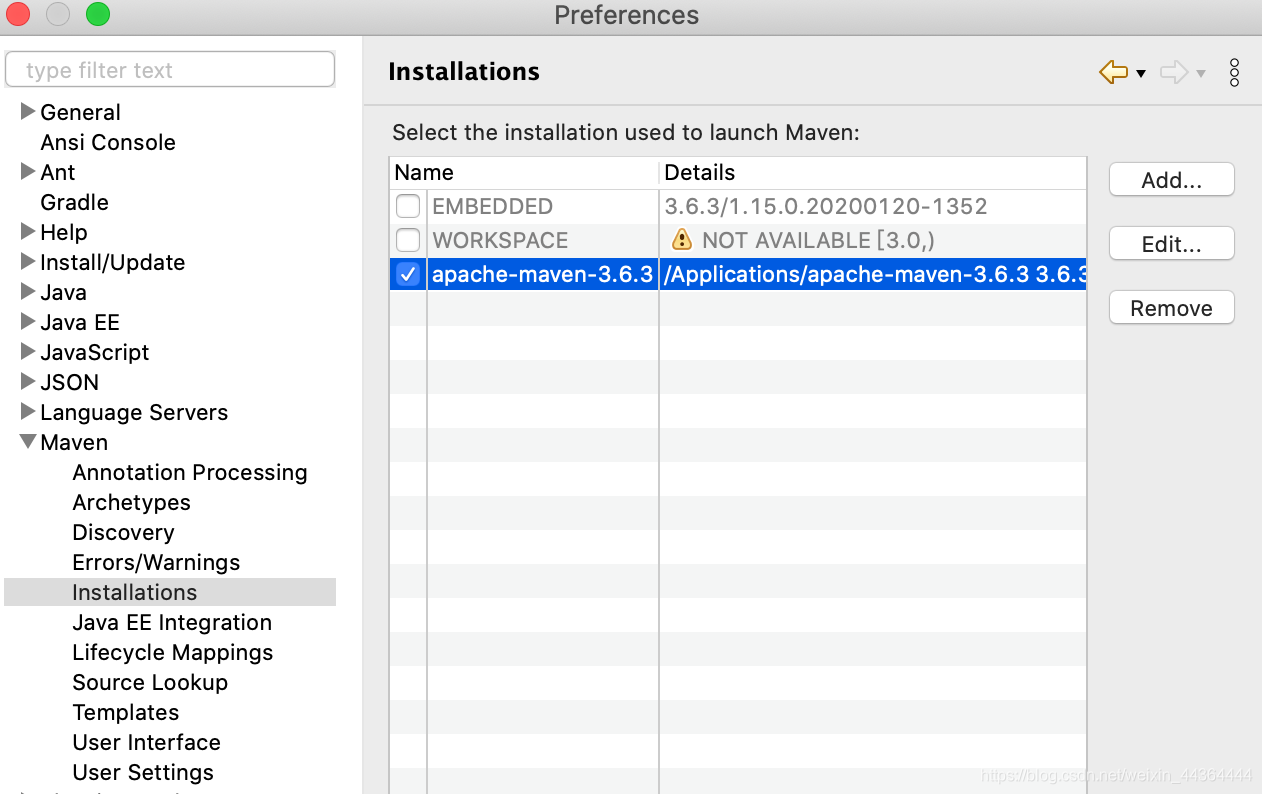 Preferences
type filter text
General
Ansi Console
Ant
Gradle
Help
Install/Update
Java
Java EE
JavaScript
JSON
Language Servers
Maven
Annotation Processing
Archetypes
Discovery
Errors/Warnings
Installations
Java EE Integration
Lifecycle Mappings
Source Lookup
Templates
User Interface
User Settings
Installations
Select the installation used to launch Maven:
Name Details
EMBEDDED 3.6.3/1.15.0.20200120-1352
WORKSPACE NOT AVAILABLE [3.0,)
apache-maven-3.6.3 /Applications/apache-maven-3.6.3 3.6.3
Add...
Edit...
Remove
https://blog.csdn.net/weixin_44364444